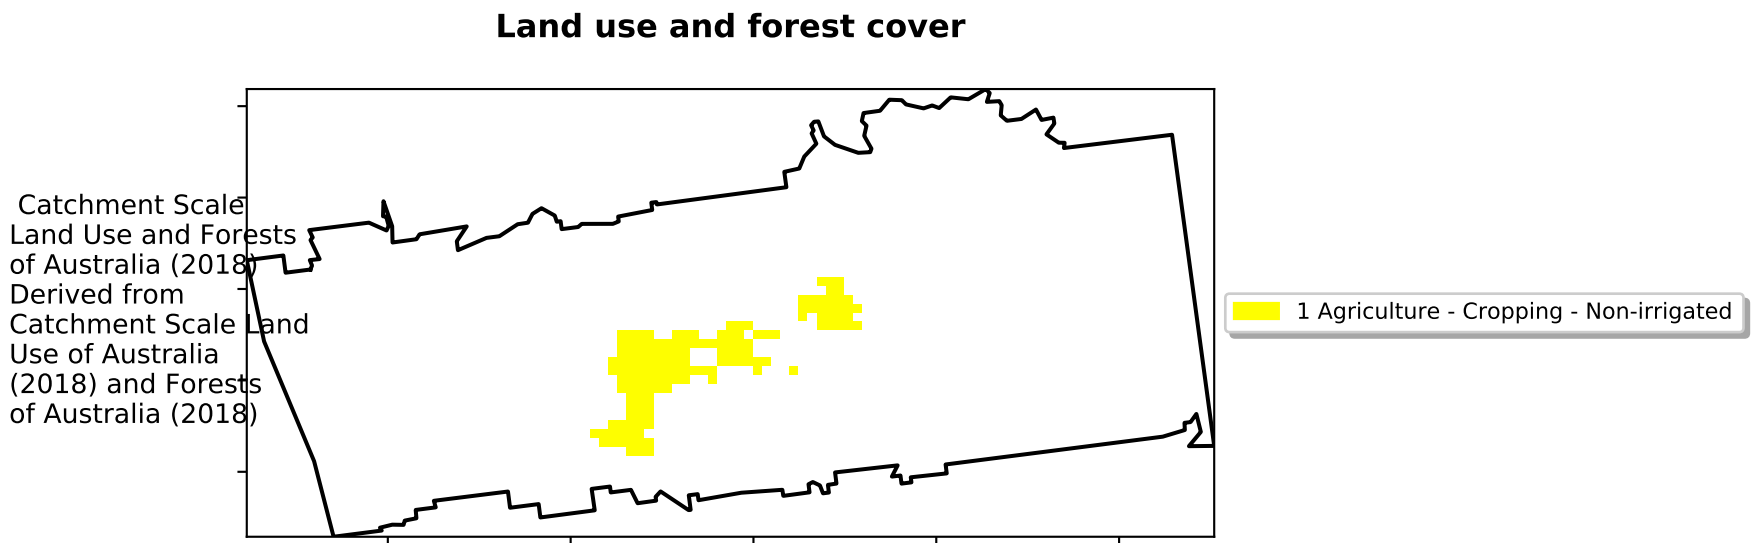 Land use and forest cover
Catchment Scale
Land Use and Forests
of Australia (2018)
Derived from
Catchment Scale Land
Use of Australia
(2018) and Forests
of Australia (2018)
1 Agriculture - Cropping - Non-irrigated